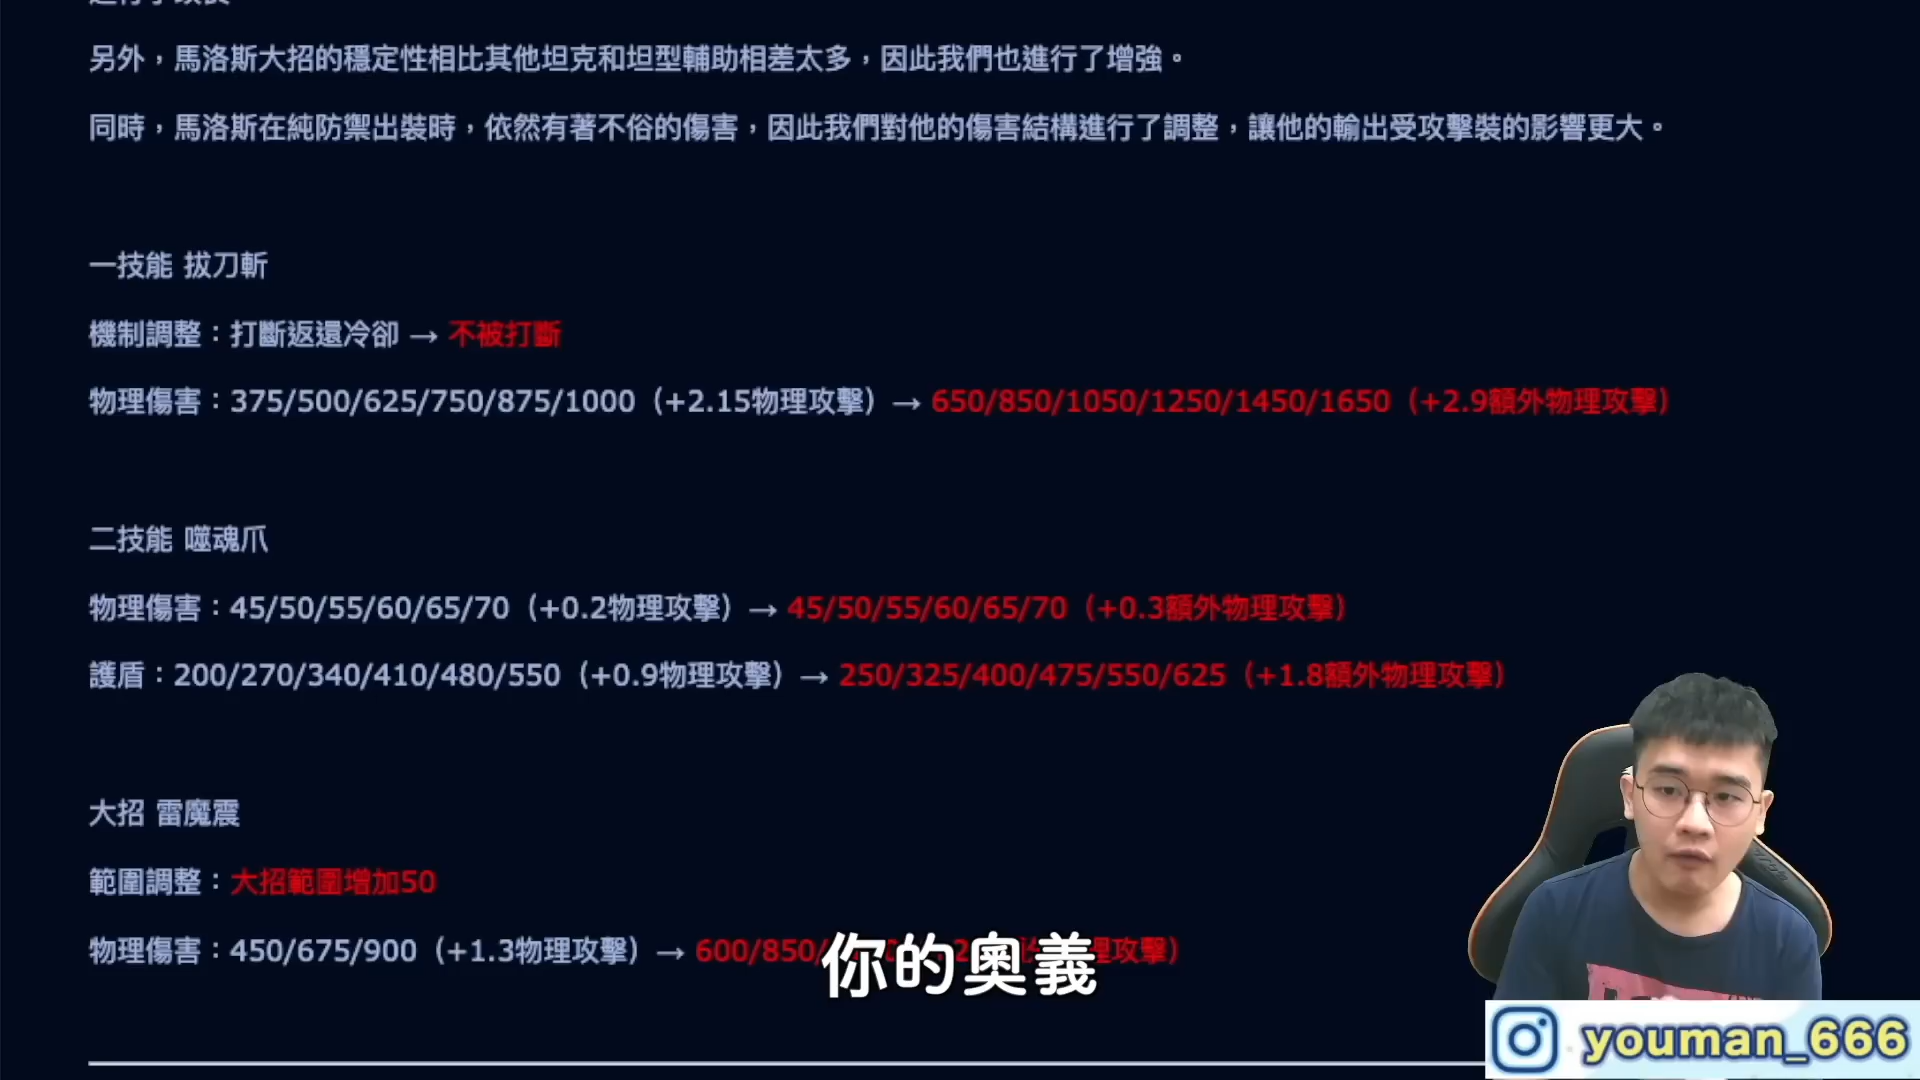 另外，馬洛斯大招的穩定性相比其他坦克和坦型輔助相差太多，因此我們也進行了增強。
同時，馬洛斯在純防禦出裝時，依然有著不俗的傷害，因此我們對他的傷害結構進行了調整，讓他的輸出受攻擊裝的影響更大。
一技能 拔刀斬
機制調整：打斷返還冷卻 → 不被打斷
物理傷害：375/500/625/750/875/1000（+2.15物理攻擊）→ 650/850/1050/1250/1450/1650（+2.9額外物理攻擊）
二技能 噬魂爪
物理傷害：45/50/55/60/65/70（+0.2物理攻擊）→ 45/50/55/60/65/70（+0.3額外物理攻擊）
護盾：200/270/340/410/480/550（+0.9物理攻擊）→ 250/325/400/475/550/625（+1.8額外物理攻擊）
大招 雷魔震
範圍調整：大招範圍增加50
物理傷害：450/675/900（+1.3物理攻擊）→ 600/850/ 理攻擊）
你的奧義
youman_666